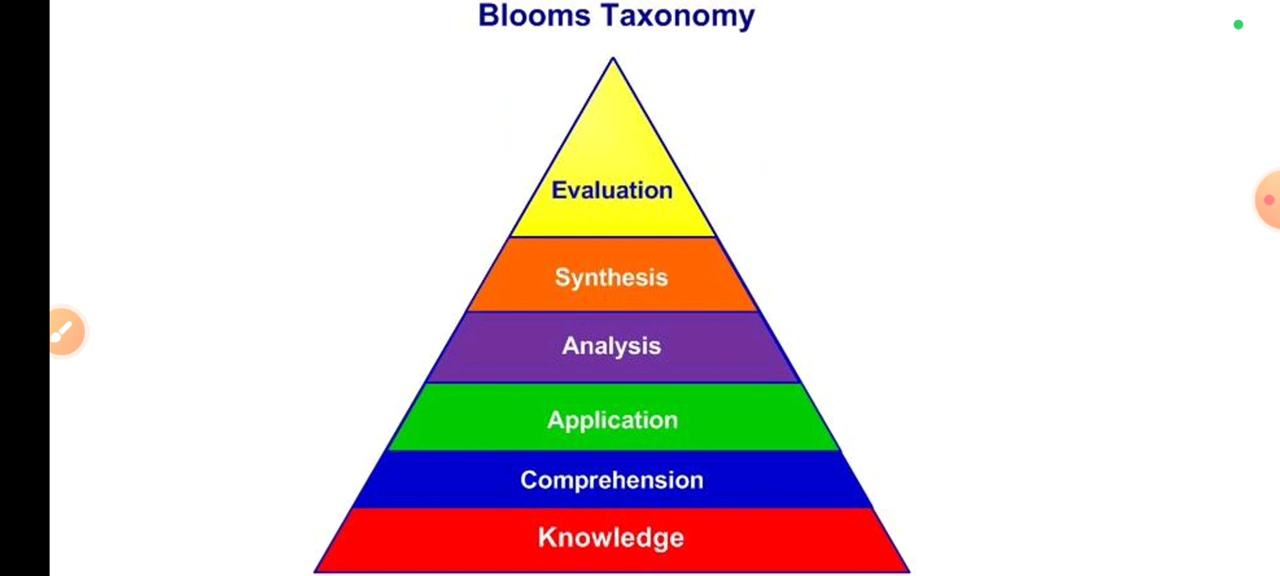 Blooms Taxonomy
Evaluation
Synthesis
Analysis
Application
Comprehension
Knowledge